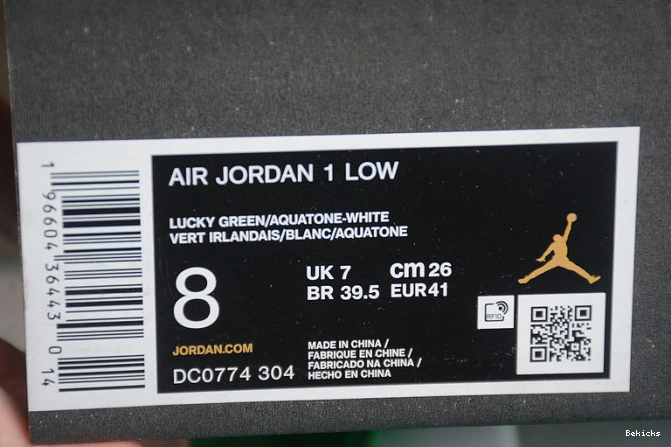 AIR JORDAN 1 LOW
LUCKY GREEN/AQUATONE-WHITE
VERT IRLANDAIS/BLANC/AQUATONE
8
UK 7 cm 26
BR 39.5 EUR 41
RFID
JORDAN.COM
DC0774 304
MADE IN CHINA /
FABRIQUE EN CHINE /
FABRICADO NA CHINA /
HECHO EN CHINA
1 96604 36443 0 14
Bekicks